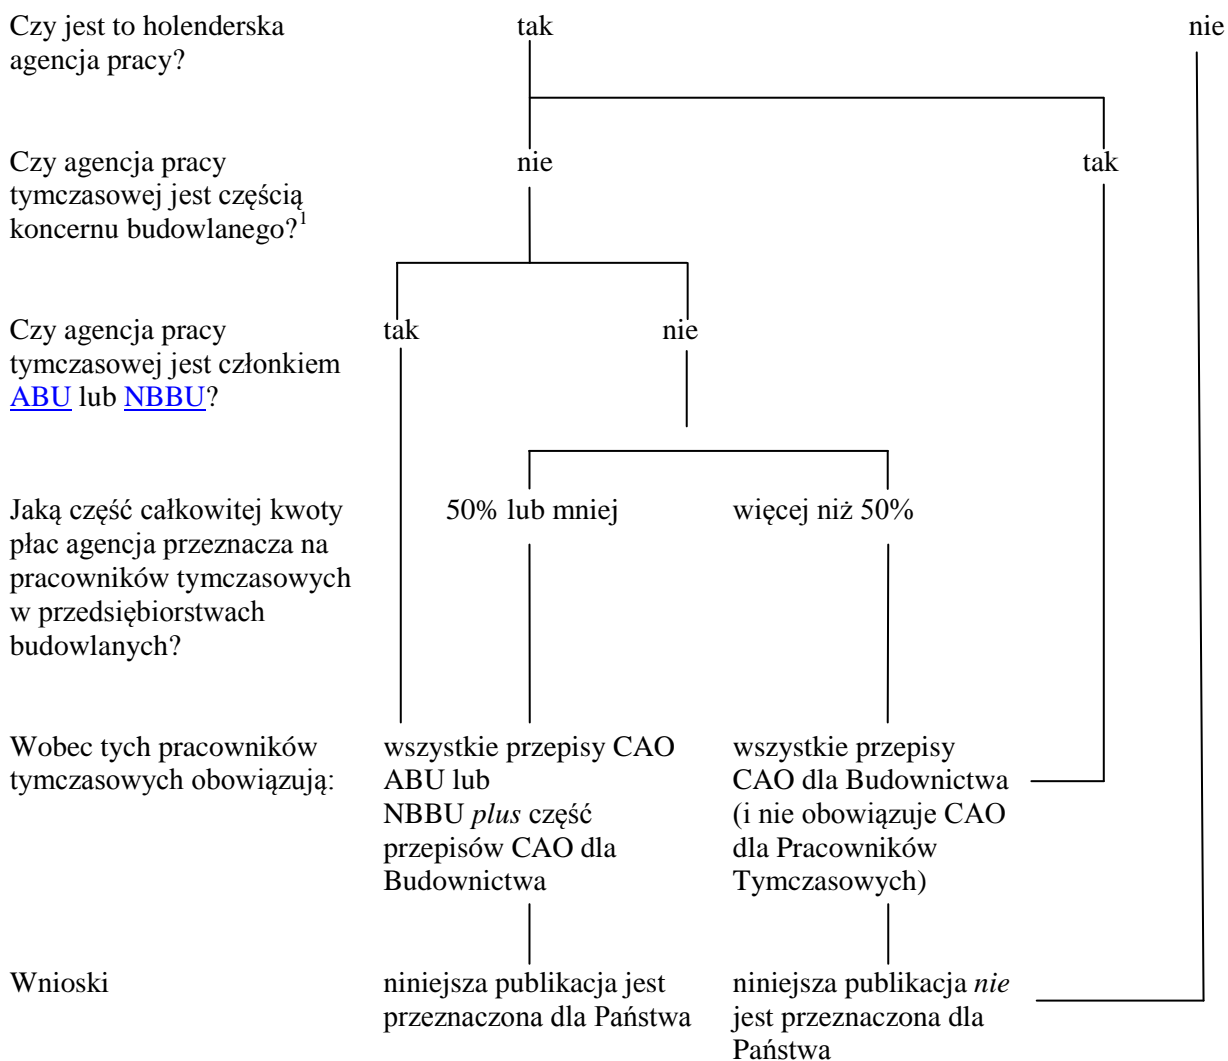 Czy jest to holenderska tak nie
agencja pracy?
Czy agencja pracy nie tak
tymczasowej jest częścią
koncernu budowlanego?1
Czy agencja pracy tak nie
tymczasowej jest członkiem
ABU lub NBBU?
Jaką część całkowitej kwoty 50% lub mniej więcej niż 50%
płac agencja przeznacza na
pracowników tymczasowych
w przedsiębiorstwach
budowlanych?
Wobec tych pracowników wszystkie przepisy CAO wszystkie przepisy
tymczasowych obowiązują: ABU lub CAO dla Budownictwa
NBBU plus część (i nie obowiązuje CAO
przepisów CAO dla dla Pracowników
Budownictwa Tymczasowych)
Wnioski niniejsza publikacja jest niniejsza publikacja nie
przeznaczona dla Państwa jest przeznaczona dla
Państwa